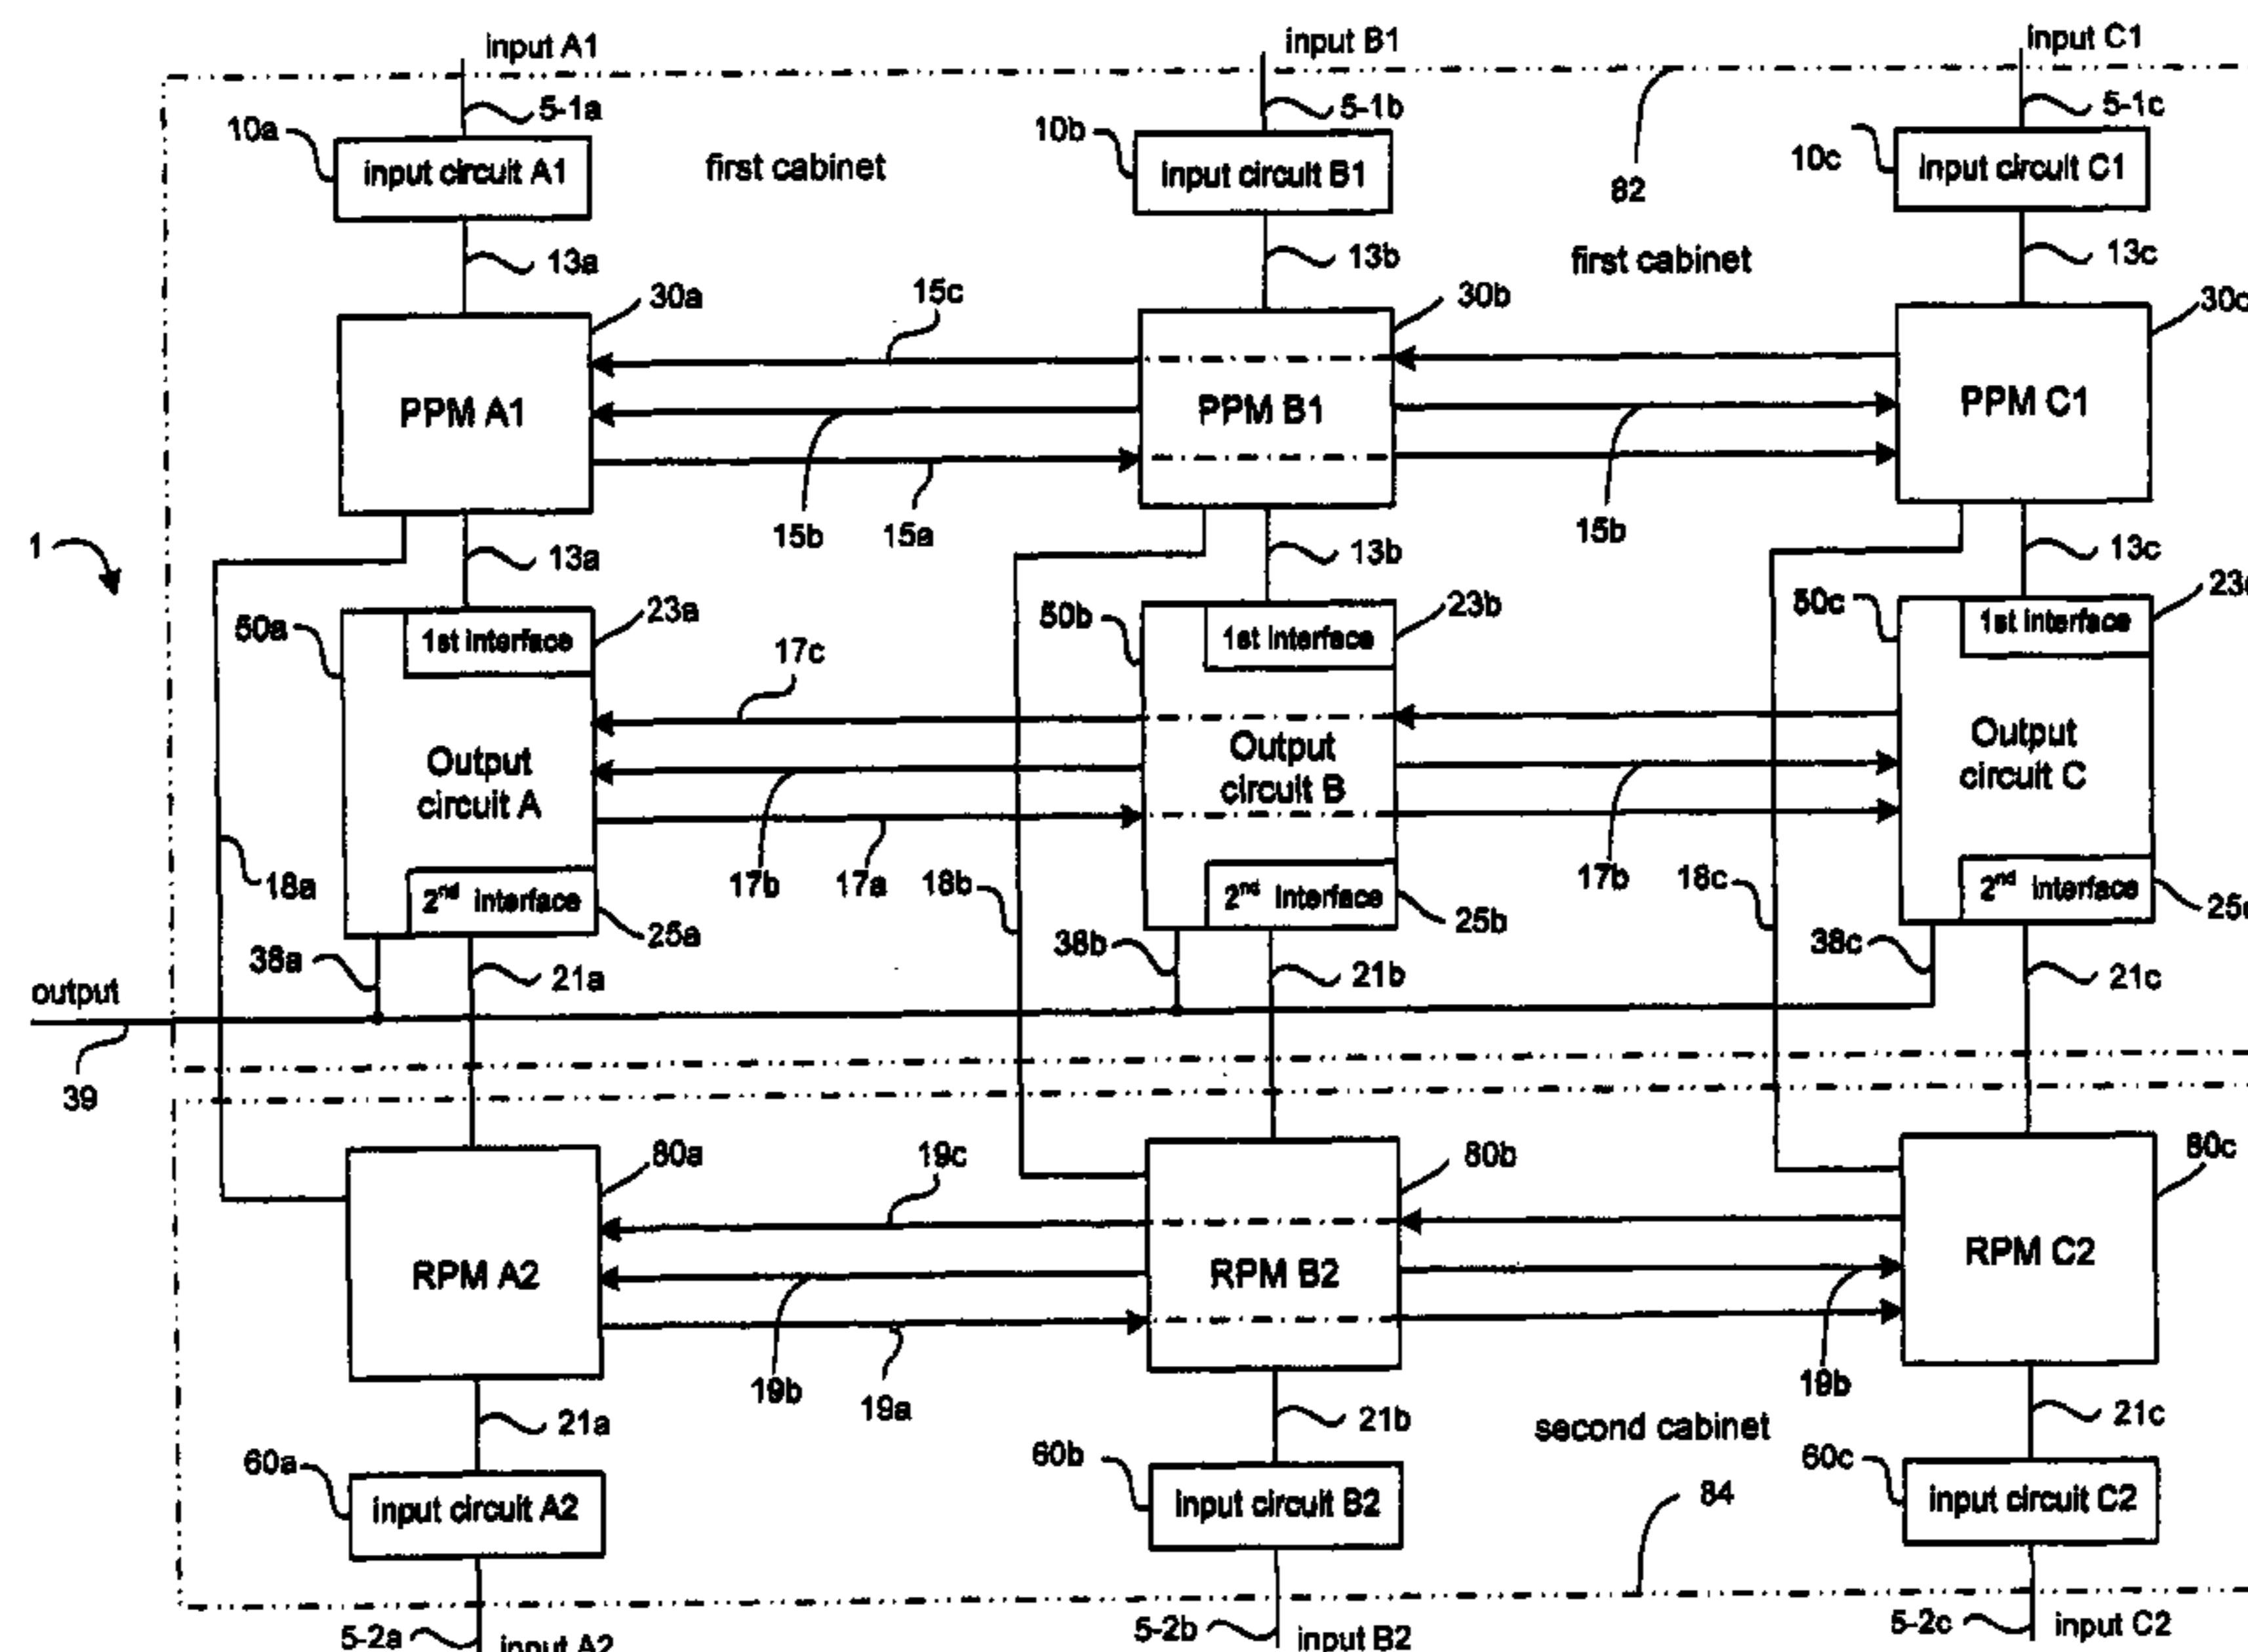 input A1
input B1
input C1
5-1a
5-1b
5-1c
10a
10b
10c
input circuit A1
first cabinet
input circuit B1
82
input circuit C1
13a
13b
first cabinet
13c
30a
15c
30b
30c
PPM A1
PPM B1
PPM C1
15b
15a
15b
1
13a
13b
13c
50a
1st interface
23a
50b
1st interface
23b
50c
1st interface
17c
Output
circuit A
Output
circuit B
Output
circuit C
18a
17b
17a
18b
17b
18c
2nd interface
25a
2nd interface
25b
2nd interface
38a
38b
38c
21a
21b
21c
output
39
80a
19c
80b
80c
RPM A2
RPM B2
RPM C2
19b
19a
19b
21a
21b
second cabinet
21c
60a
60b
60c
84
input circuit A2
input circuit B2
input circuit C2
5-2a
input A2
5-2b
input B2
5-2c
input C2